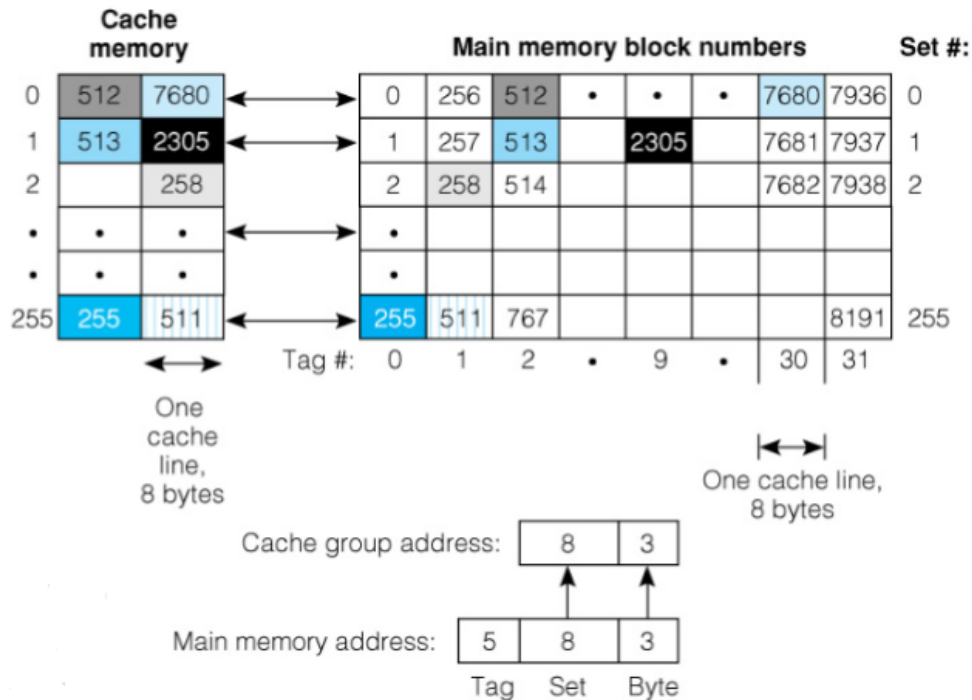 Cache
memory
Main memory block numbers Set #:
0 512 7680 0 256 512 • • • 7680 7936 0
1 513 2305 1 257 513 2305 7681 7937 1
2 258 2 258 514 7682 7938 2
• • • •
• • • •
255 255 511 255 511 767 8191 255
Tag #: 0 1 2 • 9 • 30 31
One
cache
line,
8 bytes
One cache line,
8 bytes
Cache group address: 8 3
Main memory address: 5 8 3
Tag Set Byte